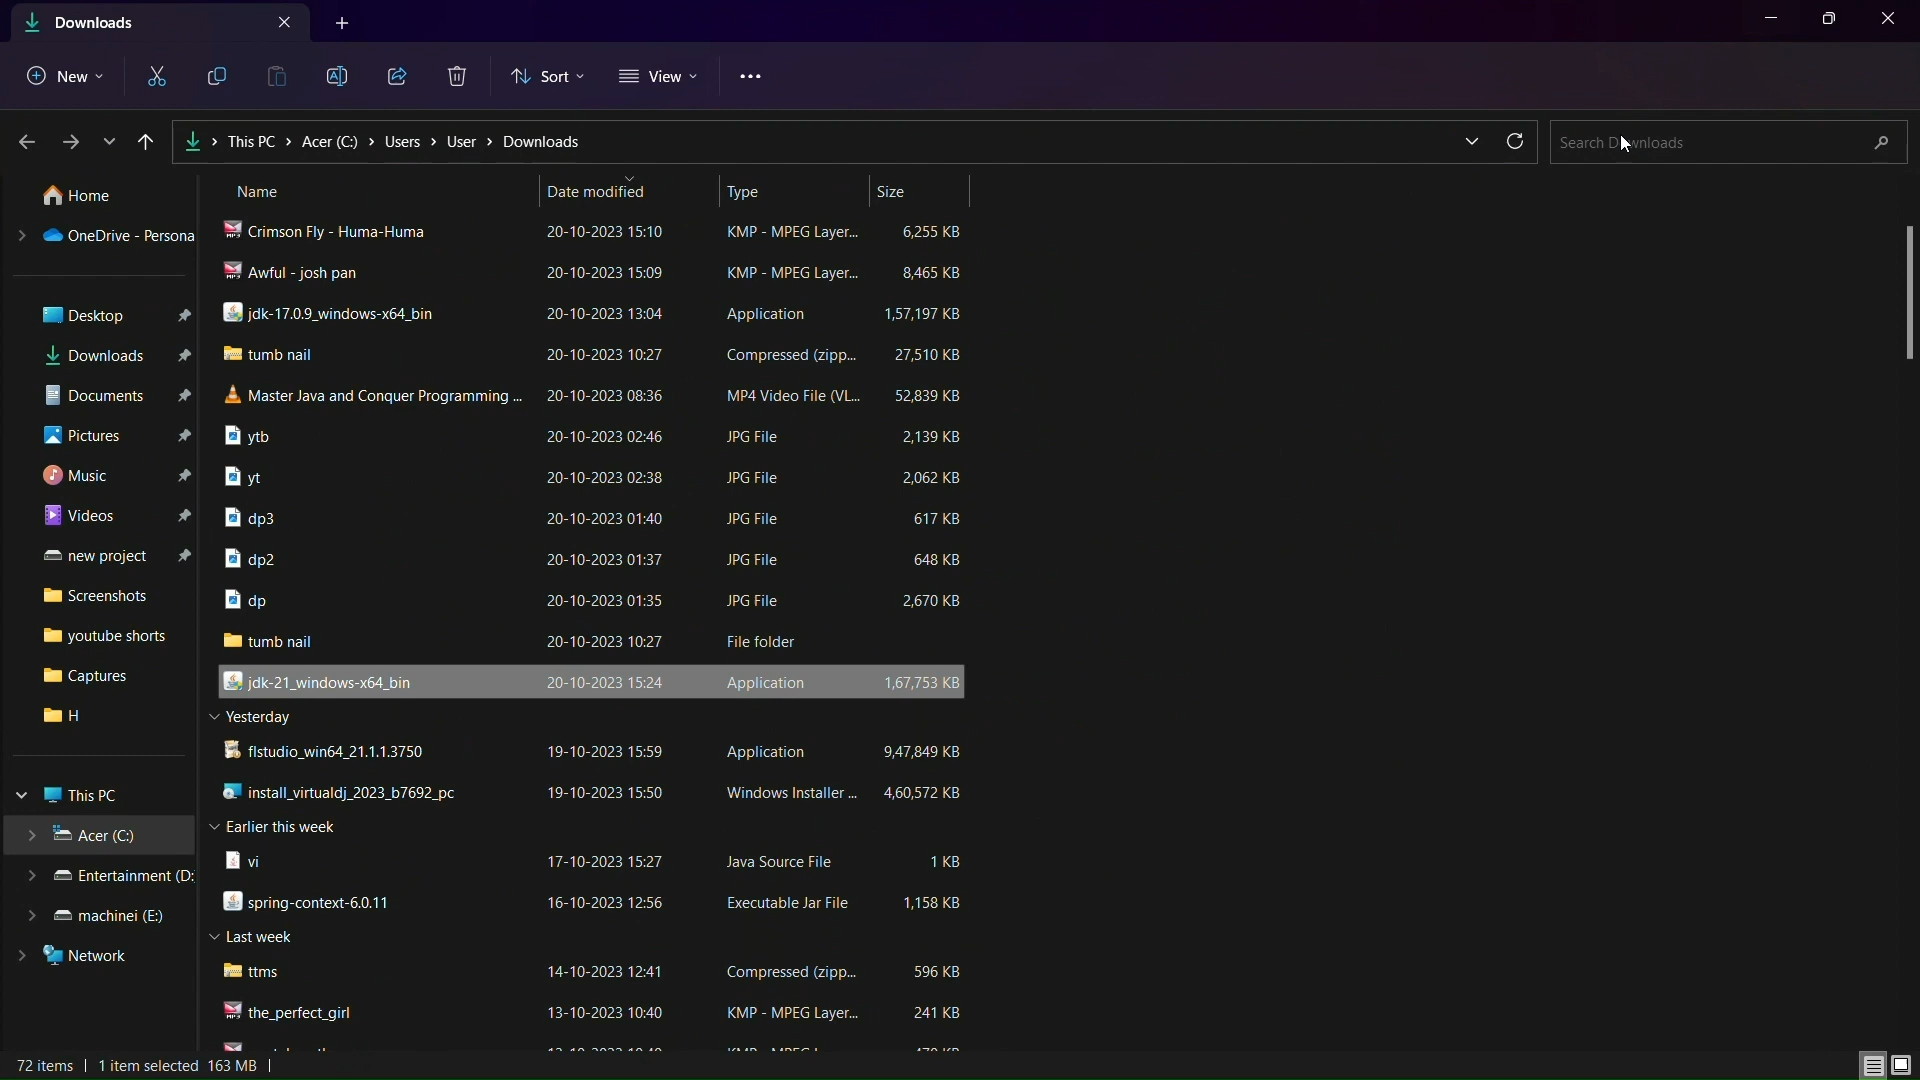 Downloads
New
Sort
View
This PC > Acer (C:) > Users > User > Downloads
Search Downloads
Name Date modified Type Size
Home
OneDrive - Persona
Desktop
Downloads
Documents
Pictures
Music
Videos
new project
Screenshots
youtube shorts
Captures
H
This PC
Acer (C:)
Entertainment (D:
machinei (E:)
Network
Crimson Fly - Huma-Huma 20-10-2023 15:10 KMP - MPEG Layer... 6,255 KB
Awful - josh pan 20-10-2023 15:09 KMP - MPEG Layer... 8,465 KB
jdk-17.0.9_windows-x64_bin 20-10-2023 13:04 Application 1,57,197 KB
tumb nail 20-10-2023 10:27 Compressed (zipp... 27,510 KB
Master Java and Conquer Programming ... 20-10-2023 08:36 MP4 Video File (VL... 52,839 KB
ytb 20-10-2023 02:46 JPG File 2,139 KB
yt 20-10-2023 02:38 JPG File 2,062 KB
dp3 20-10-2023 01:40 JPG File 617 KB
dp2 20-10-2023 01:37 JPG File 648 KB
dp 20-10-2023 01:35 JPG File 2,670 KB
tumb nail 20-10-2023 10:27 File folder
jdk-21_windows-x64_bin 20-10-2023 15:24 Application 1,67,753 KB
Yesterday
flstudio_win64_21.1.1.3750 19-10-2023 15:59 Application 9,47,849 KB
install_virtualdj_2023_b7692_pc 19-10-2023 15:50 Windows Installer ... 4,60,572 KB
Earlier this week
vi 17-10-2023 15:27 Java Source File 1 KB
spring-context-6.0.11 16-10-2023 12:56 Executable Jar File 1,158 KB
Last week
ttms 14-10-2023 12:41 Compressed (zipp... 596 KB
the_perfect_girl 13-10-2023 10:40 KMP - MPEG Layer... 241 KB
72 items | 1 item selected 163 MB |